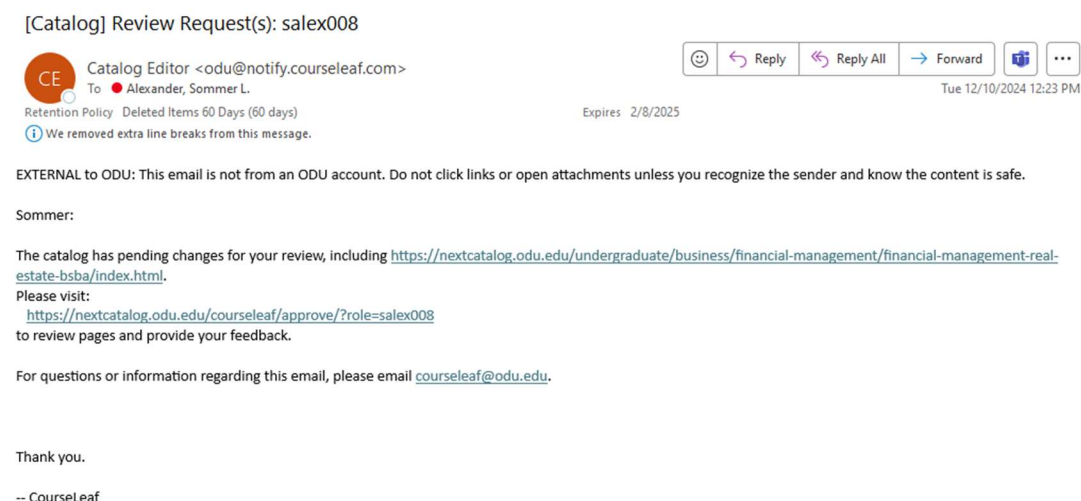 [Catalog] Review Request(s): salex008
CE
Catalog Editor <odu@notify.courseleaf.com>
To Alexander, Sommer L.
Reply
Reply All
Forward
Tue 12/10/2024 12:23 PM
Retention Policy Deleted Items 60 Days (60 days)
Expires 2/8/2025
We removed extra line breaks from this message.
EXTERNAL to ODU: This email is not from an ODU account. Do not click links or open attachments unless you recognize the sender and know the content is safe.
Sommer:
The catalog has pending changes for your review, including https://nextcatalog.odu.edu/undergraduate/business/financial-management/financial-management-real-
estate-bsba/index.html.
Please visit:
https://nextcatalog.odu.edu/courseleaf/approve/?role=salex008
to review pages and provide your feedback.
For questions or information regarding this email, please email courseleaf@odu.edu.
Thank you.
-- CourseLeaf